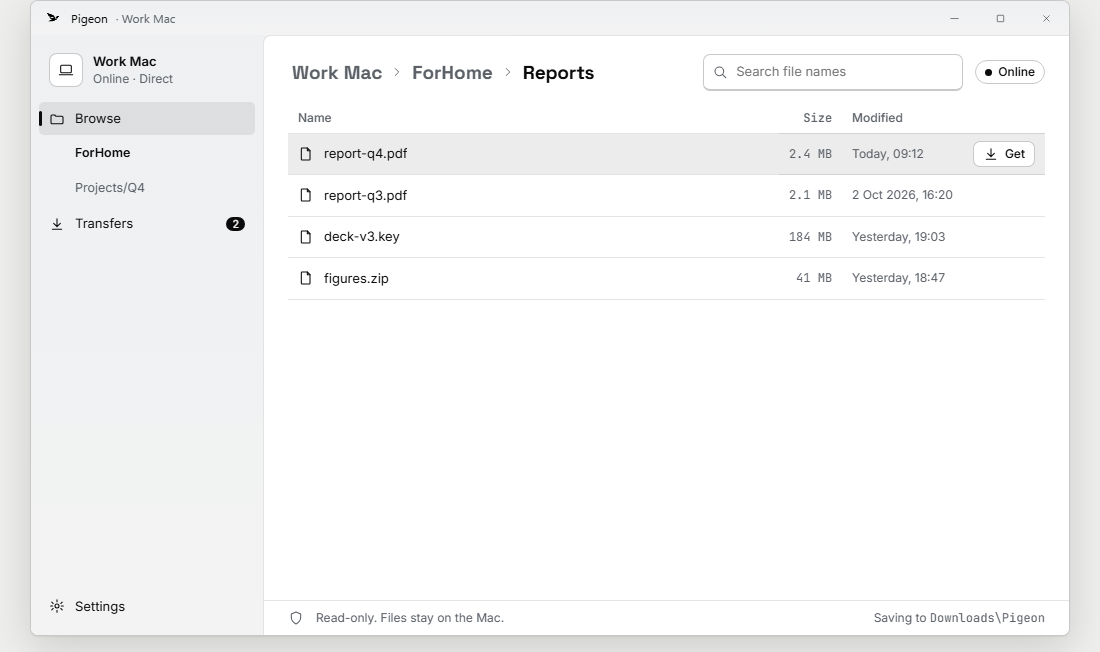 Pigeon · Work Mac
Work Mac
Online · Direct
Browse
ForHome
Projects/Q4
Transfers 2
Settings
Work Mac > ForHome > Reports
Search file names
Online
Name Size Modified
report-q4.pdf 2.4 MB Today, 09:12 Get
report-q3.pdf 2.1 MB 2 Oct 2026, 16:20
deck-v3.key 184 MB Yesterday, 19:03
figures.zip 41 MB Yesterday, 18:47
Read-only. Files stay on the Mac.
Saving to Downloads\Pigeon